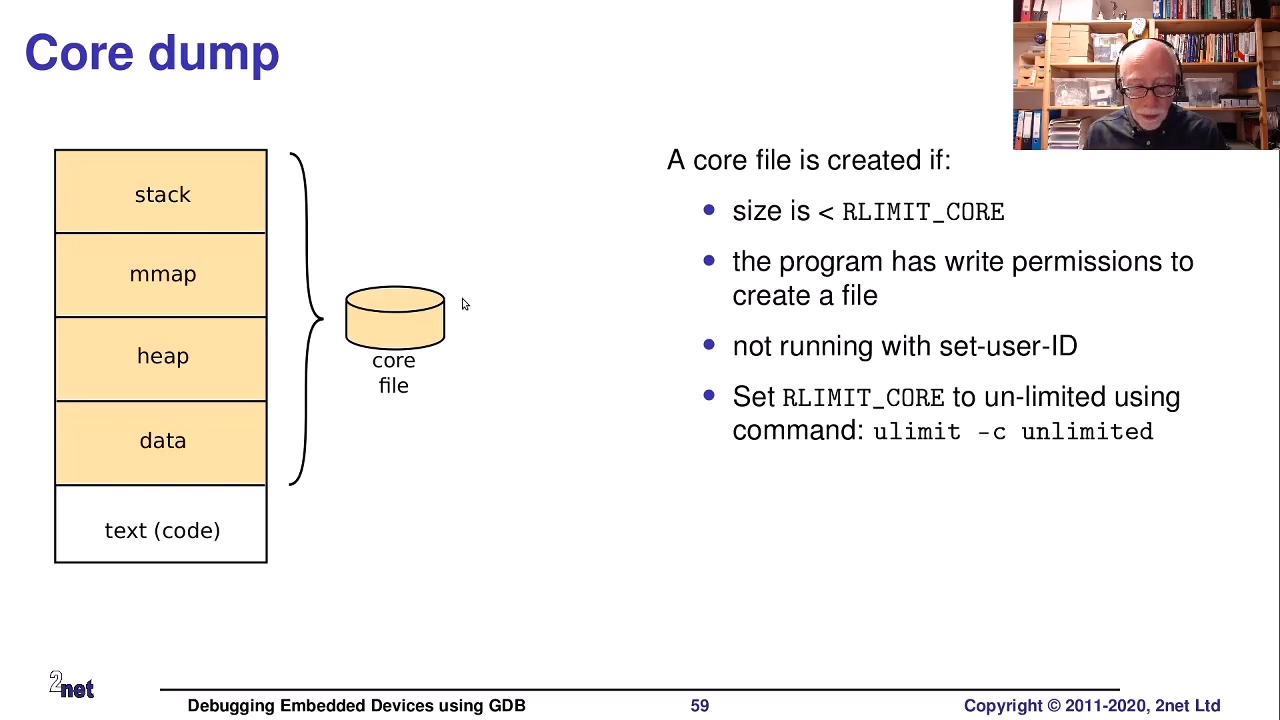 Core dump
stack
mmap
heap
data
text (code)
core
file
A core file is created if:
• size is < RLIMIT_CORE
• the program has write permissions to
create a file
• not running with set-user-ID
• Set RLIMIT_CORE to un-limited using
command: ulimit -c unlimited
2net
Debugging Embedded Devices using GDB
59
Copyright © 2011-2020, 2net Ltd